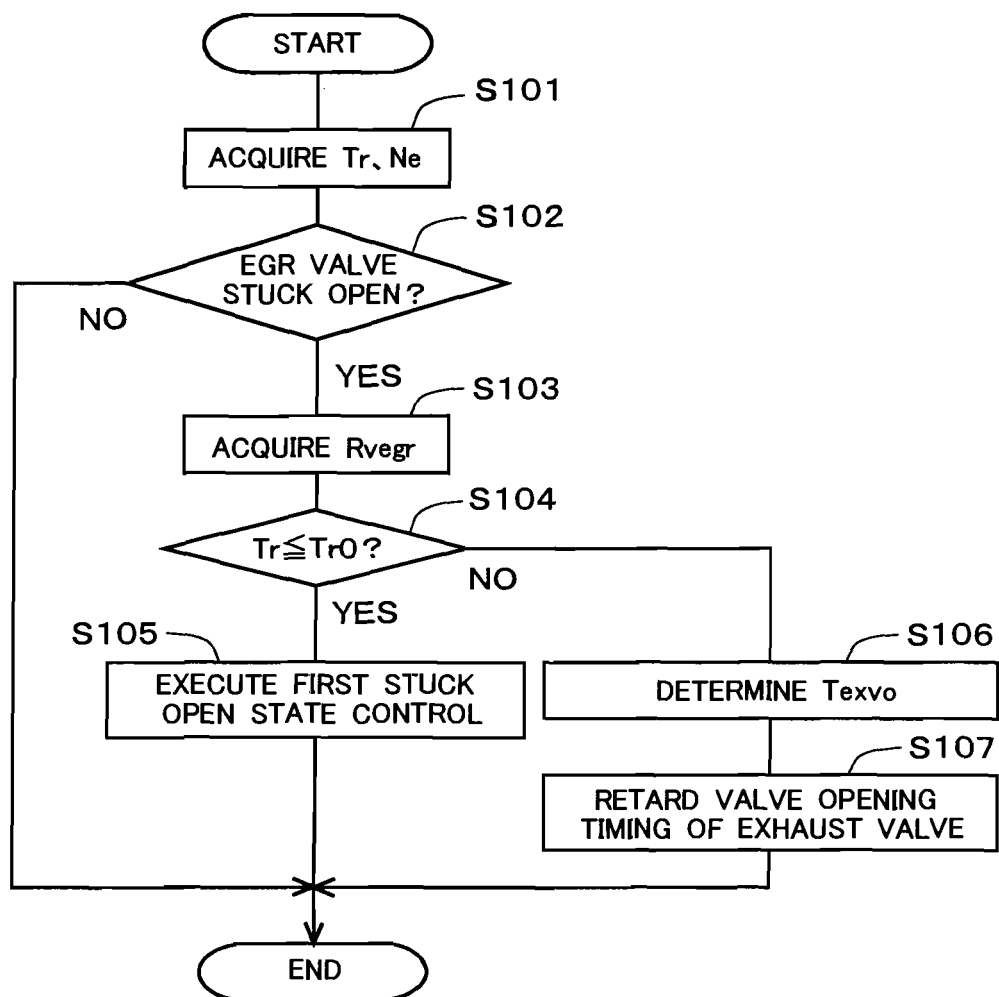 START
S101
ACQUIRE Tr、Ne
S102
EGR VALVE
STUCK OPEN?
NO
YES
S103
ACQUIRE Rvegr
S104
Tr≦Tr0?
NO
YES
S105
EXECUTE FIRST STUCK
OPEN STATE CONTROL
S106
DETERMINE Texvo
S107
RETARD VALVE OPENING
TIMING OF EXHAUST VALVE
END